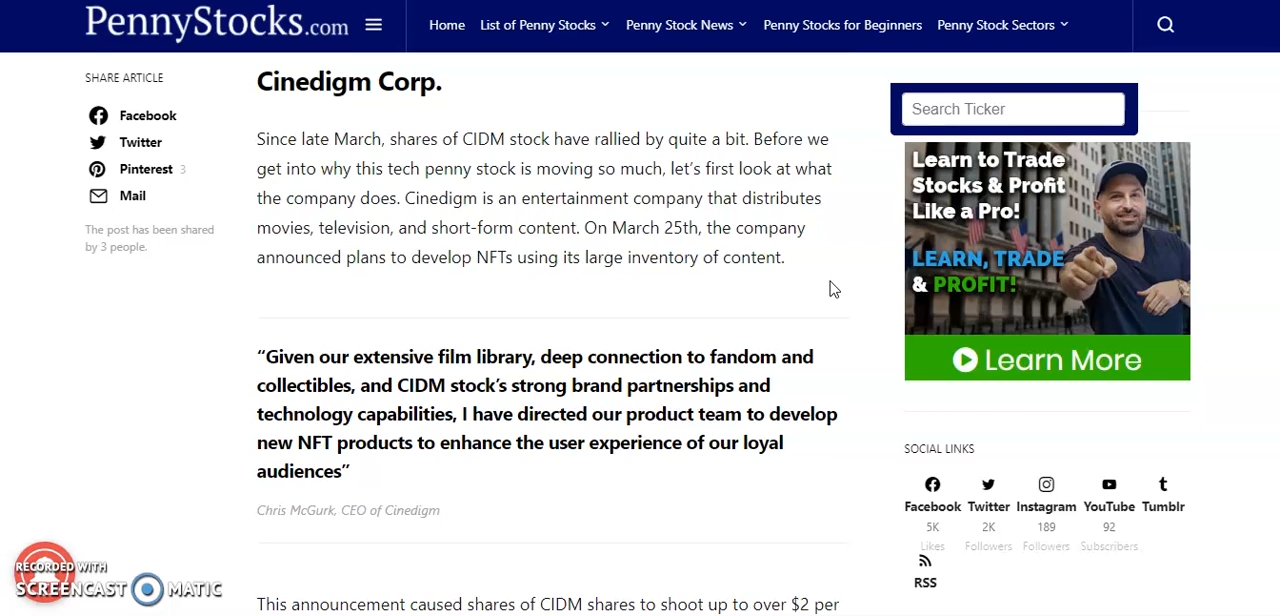 PennyStocks.com
Home List of Penny Stocks Penny Stock News Penny Stocks for Beginners Penny Stock Sectors
SHARE ARTICLE
Facebook
Twitter
Pinterest 3
Mail
The post has been shared
by 3 people.
Cinedigm Corp.
Since late March, shares of CIDM stock have rallied by quite a bit. Before we
get into why this tech penny stock is moving so much, let’s first look at what
the company does. Cinedigm is an entertainment company that distributes
movies, television, and short-form content. On March 25th, the company
announced plans to develop NFTs using its large inventory of content.
“Given our extensive film library, deep connection to fandom and
collectibles, and CIDM stock’s strong brand partnerships and
technology capabilities, I have directed our product team to develop
new NFT products to enhance the user experience of our loyal
audiences”
Chris McGurk, CEO of Cinedigm
This announcement caused shares of CIDM shares to shoot up to over $2 per
Search Ticker
Learn to Trade
Stocks & Profit
Like a Pro!
LEARN, TRADE
& PROFIT!
Learn More
SOCIAL LINKS
Facebook Twitter Instagram YouTube Tumblr
5K 2K 189 92
Likes Followers Followers Subscribers
RSS
RECORDED WITH
SCREENCAST MATIC